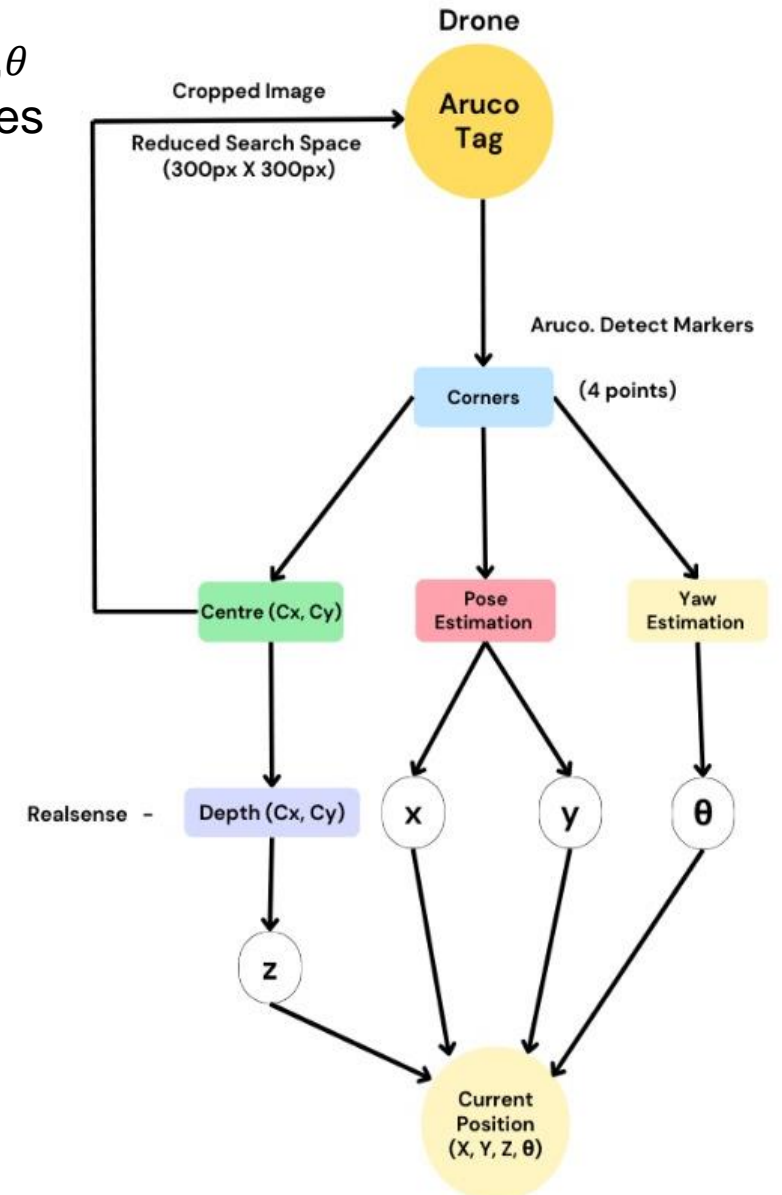 Drone
θ
es
Cropped Image
Aruco
Tag
Reduced Search Space
(300px X 300px)
Aruco. Detect Markers
Corners
(4 points)
Centre (Cx, Cy)
Pose
Estimation
Yaw
Estimation
Realsense -
Depth (Cx, Cy)
x
y
θ
z
Current
Position
(X, Y, Z, θ)